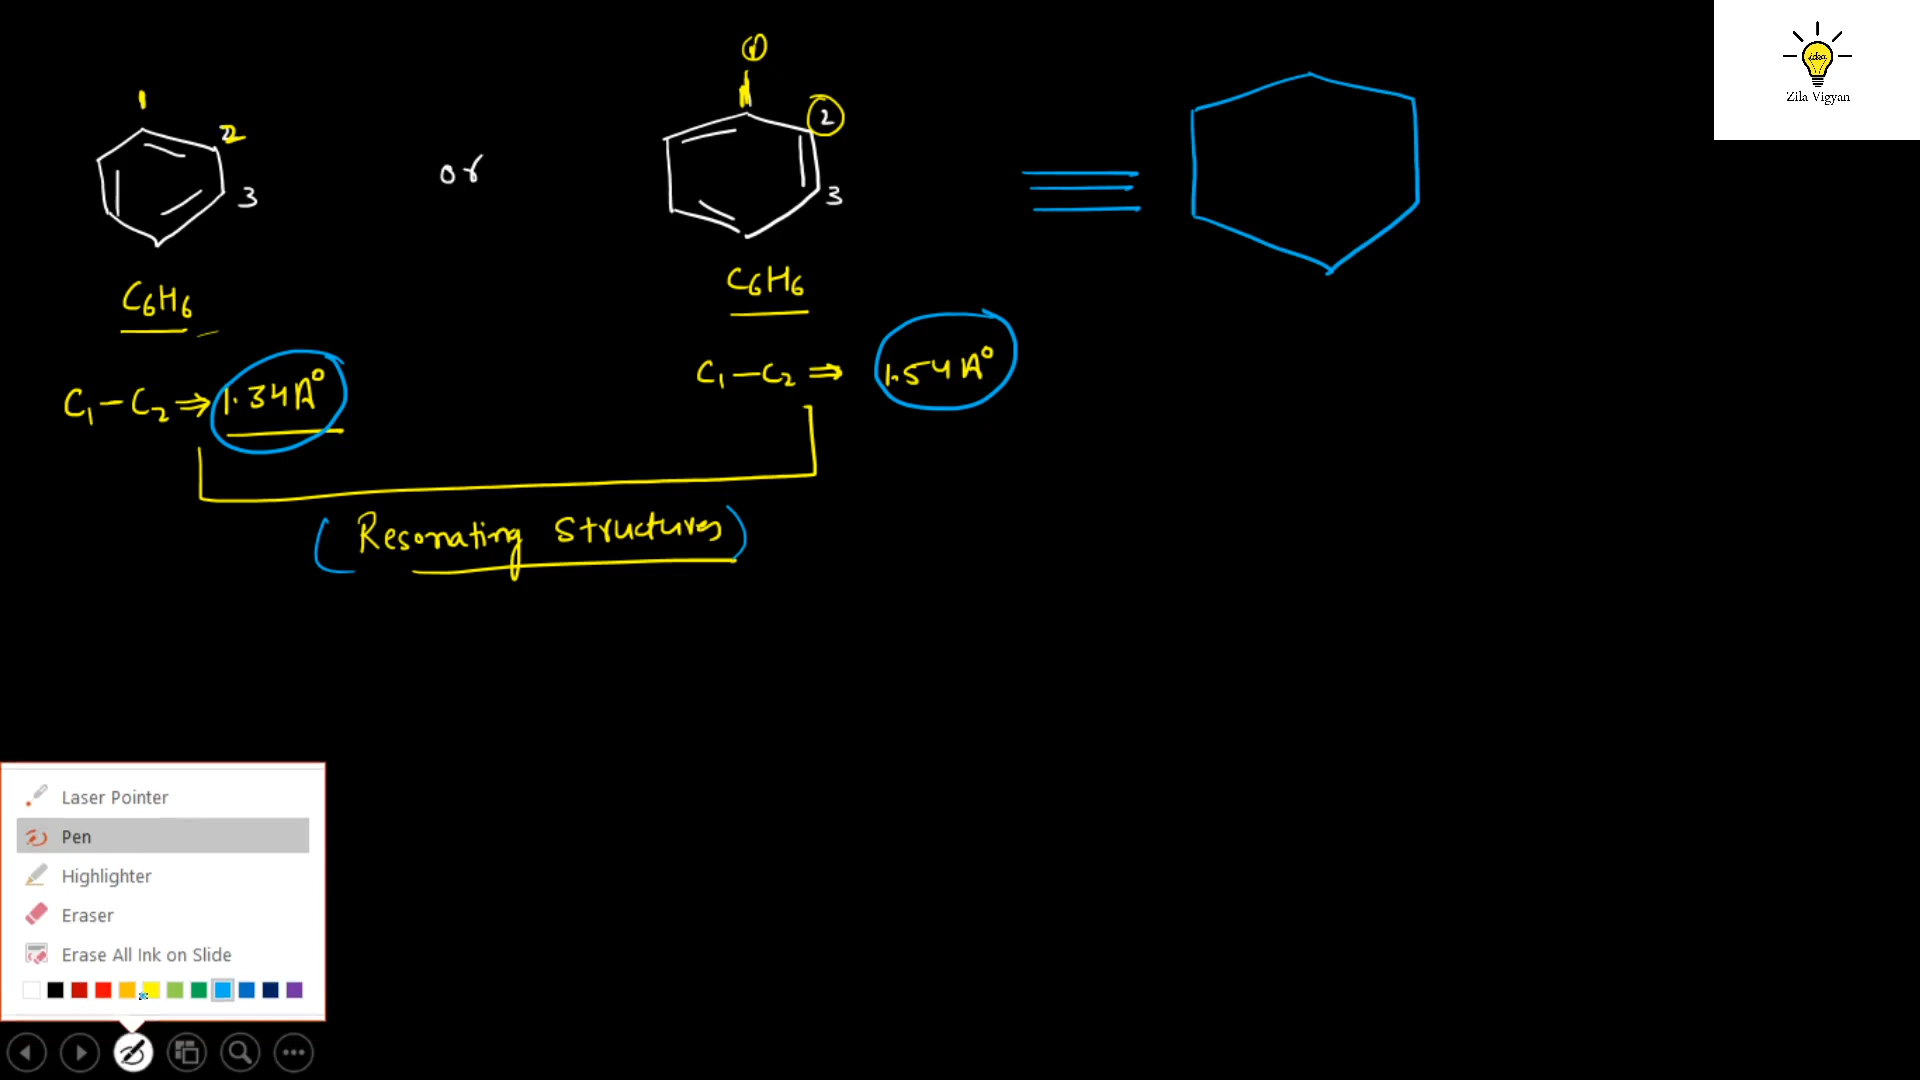 1
2
3
C6H6
C1-C2 ⇒ 1.34A°
or
1
2
3
C6H6
C1-C2 ⇒ 1.54A°
(Resonating Structures)
idea
Zila Vigyan
Laser Pointer
Pen
Highlighter
Eraser
Erase All Ink on Slide